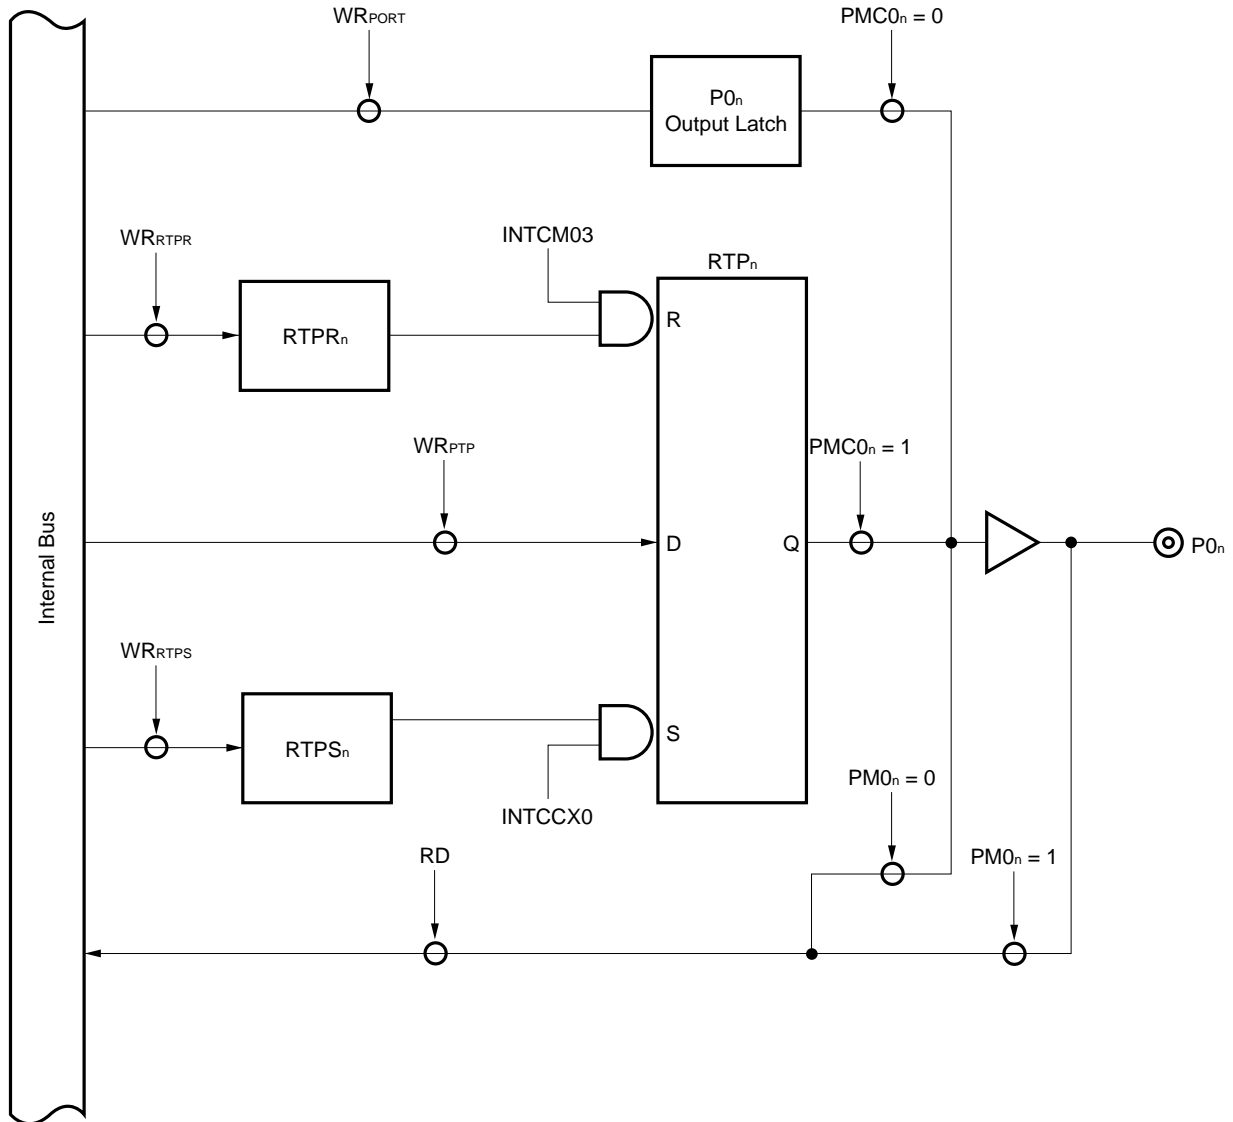 WRPORT
PMC0n = 0
P0n
Output Latch
WRRTPR
INTCM03
RTPn
RTPRn
R
WRPTP
PMC0n = 1
Internal Bus
D
Q
P0n
WRRTPS
RTPSn
S
INTCCX0
PM0n = 0
RD
PM0n = 1